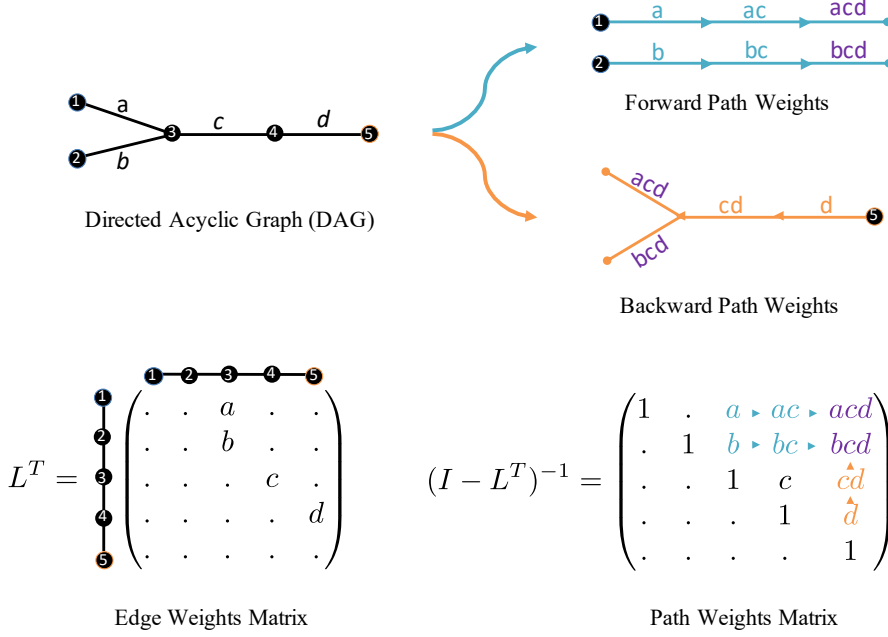 1 a ac acd
2 b bc bcd
Forward Path Weights
1 a
3 c 4 d 5
2 b
Directed Acyclic Graph (DAG)
acd
cd d 5
bcd
Backward Path Weights
1 2 3 4 5
L^T =
1 . . a . .
2 . b . .
3 . . . c .
4 . . . . d
5 . . . . .
Edge Weights Matrix
(I − L^T)^{-1} =
1 . a ▸ ac ▸ acd
. 1 b ▸ bc ▸ bcd
. . 1 c cd
. . . 1 d
. . . . 1
Path Weights Matrix